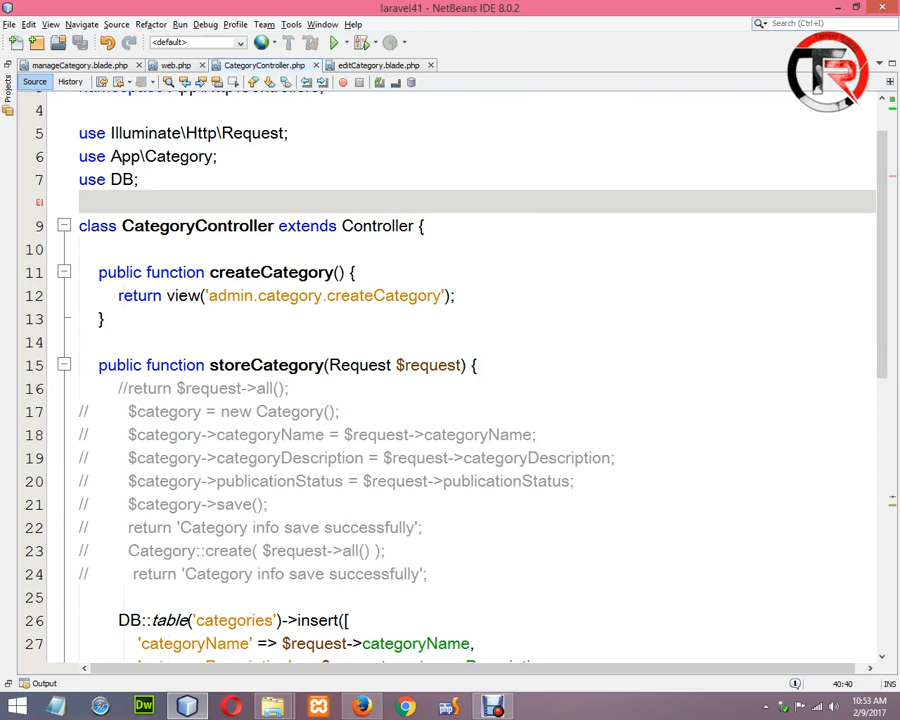 laravel41 - NetBeans IDE 8.0.2
File Edit View Navigate Source Refactor Run Debug Profile Team Tools Window Help
Search (Ctrl+I)
<default>
manageCategory.blade.php web.php CategoryController.php editCategory.blade.php
Source History
Projects
4
5 use Illuminate\Http\Request;
6 use App\Category;
7 use DB;
9 class CategoryController extends Controller {
10
11 public function createCategory() {
12 return view('admin.category.createCategory');
13 }
14
15 public function storeCategory(Request $request) {
16 //return $request->all();
17 // $category = new Category();
18 // $category->categoryName = $request->categoryName;
19 // $category->categoryDescription = $request->categoryDescription;
20 // $category->publicationStatus = $request->publicationStatus;
21 // $category->save();
22 // return 'Category info save successfully';
23 // Category::create( $request->all() );
24 // return 'Category info save successfully';
25
26 DB::table('categories')->insert([
27 'categoryName' => $request->categoryName,
Output
40:40 INS
10:53 AM
2/9/2017